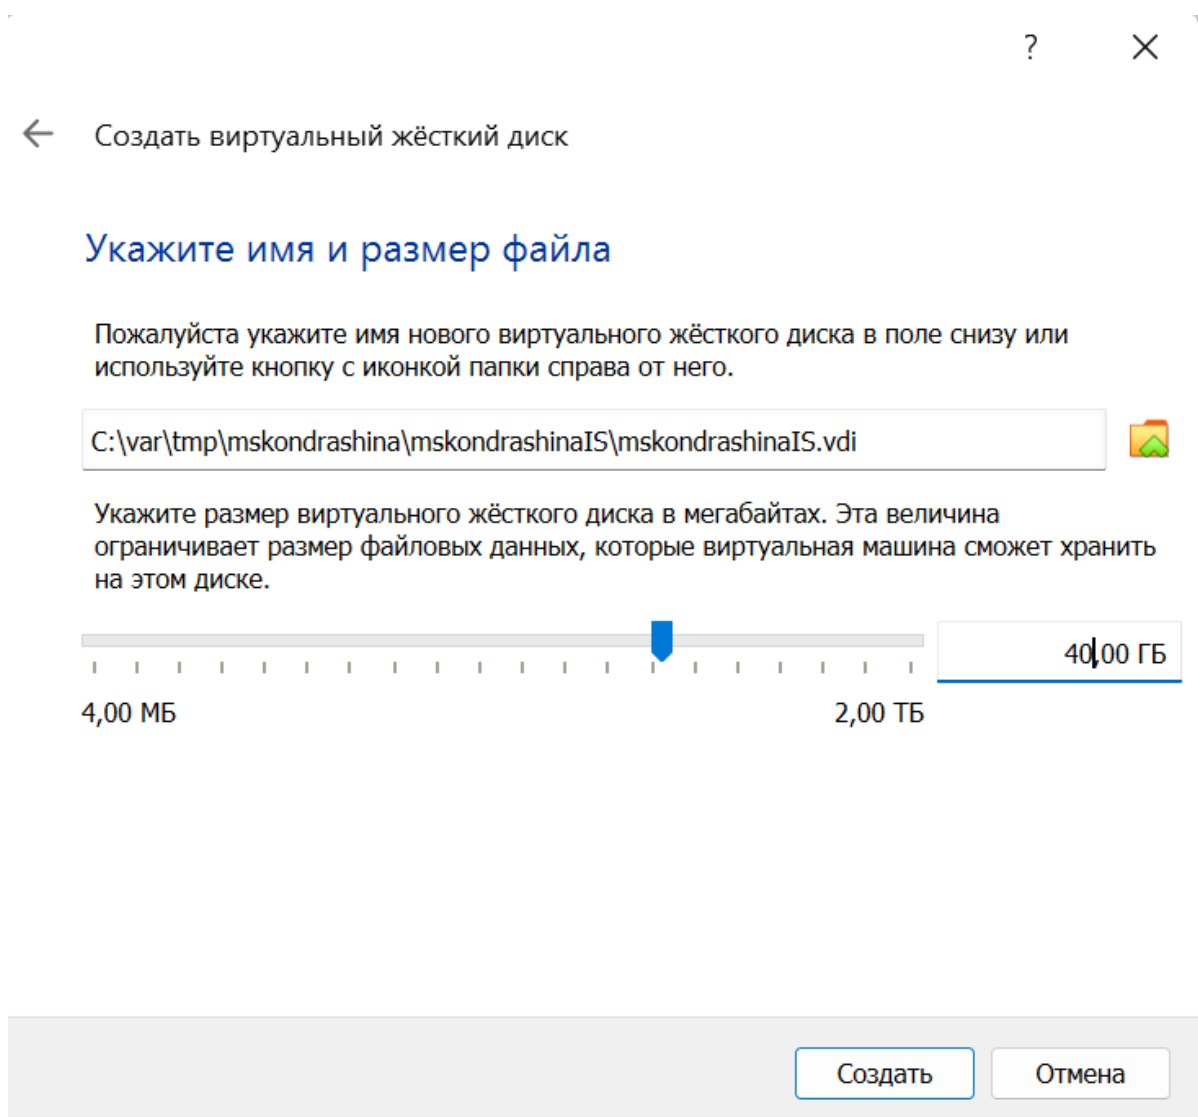 ?
Создать виртуальный жёсткий диск
Укажите имя и размер файла
Пожалуйста укажите имя нового виртуального жёсткого диска в поле снизу или
используйте кнопку с иконкой папки справа от него.
C:\var\tmp\mskondrashina\mskondrashinaIS\mskondrashinaIS.vdi
Укажите размер виртуального жёсткого диска в мегабайтах. Эта величина
ограничивает размер файловых данных, которые виртуальная машина сможет хранить
на этом диске.
40,00 ГБ
4,00 МБ 2,00 ТБ
Создать Отмена